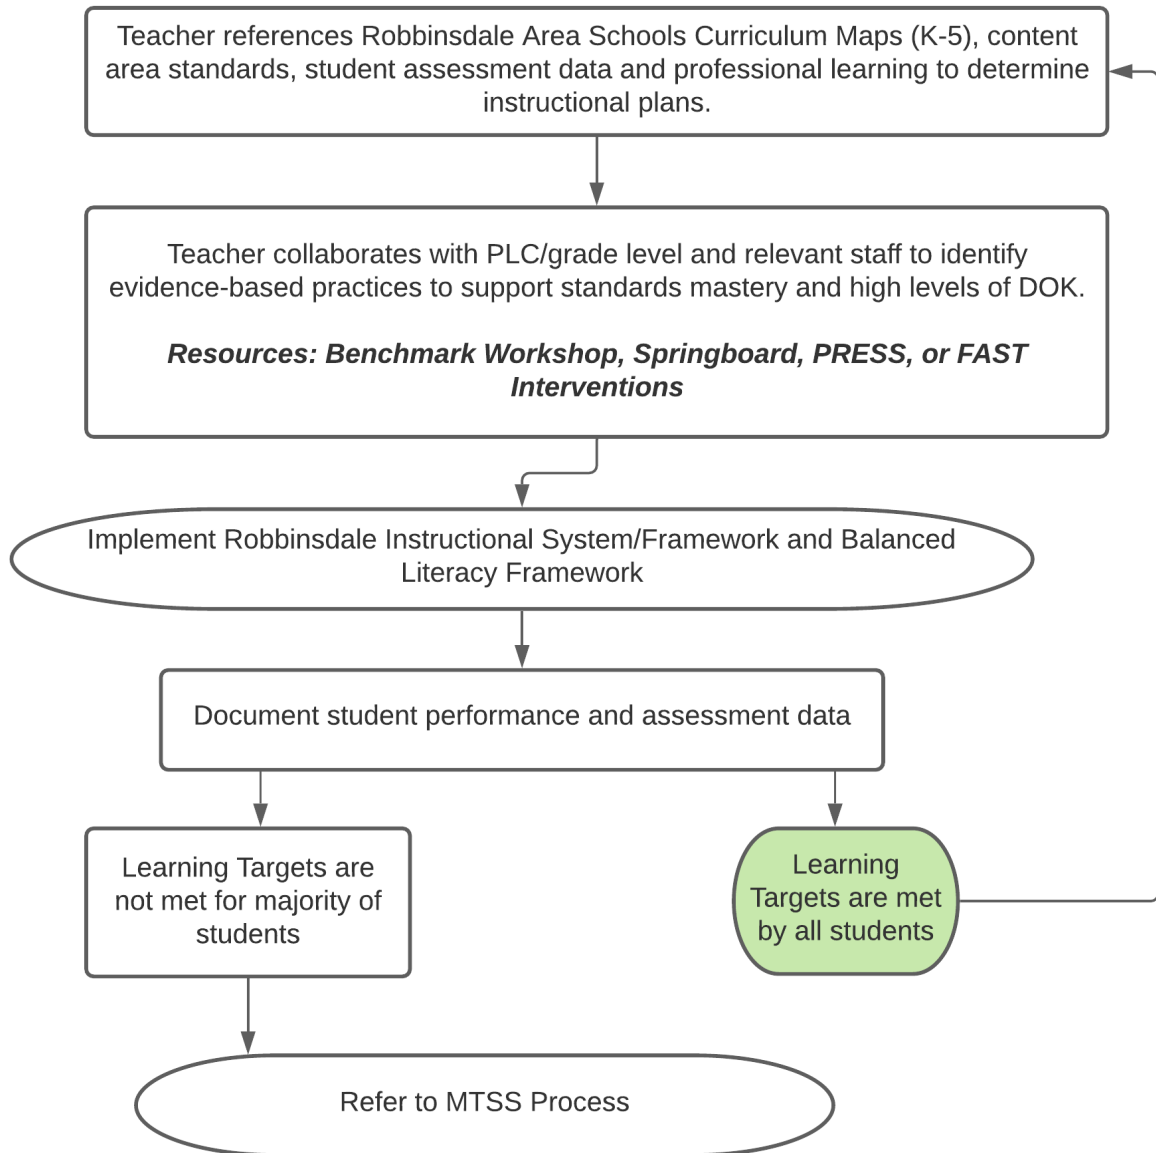 Teacher references Robbinsdale Area Schools Curriculum Maps (K-5), content
area standards, student assessment data and professional learning to determine
instructional plans.
Teacher collaborates with PLC/grade level and relevant staff to identify
evidence-based practices to support standards mastery and high levels of DOK.
Resources: Benchmark Workshop, Springboard, PRESS, or FAST
Interventions
Implement Robbinsdale Instructional System/Framework and Balanced
Literacy Framework
Document student performance and assessment data
Learning Targets are
not met for majority of
students
Learning
Targets are met
by all students
Refer to MTSS Process